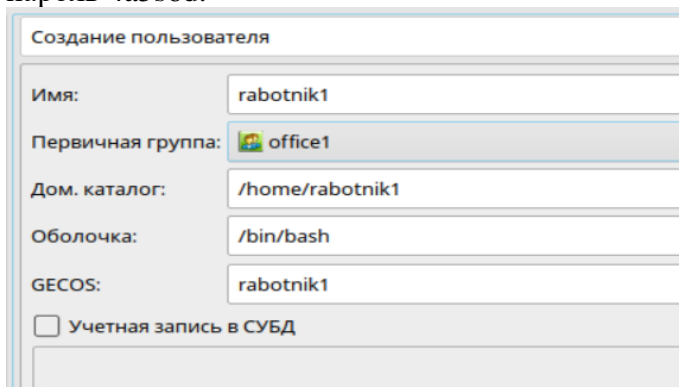 Создание пользователя
Имя: rabotnik1
Первичная группа: office1
Дом. каталог: /home/rabotnik1
Оболочка: /bin/bash
GECOS: rabotnik1
Учетная запись в СУБД